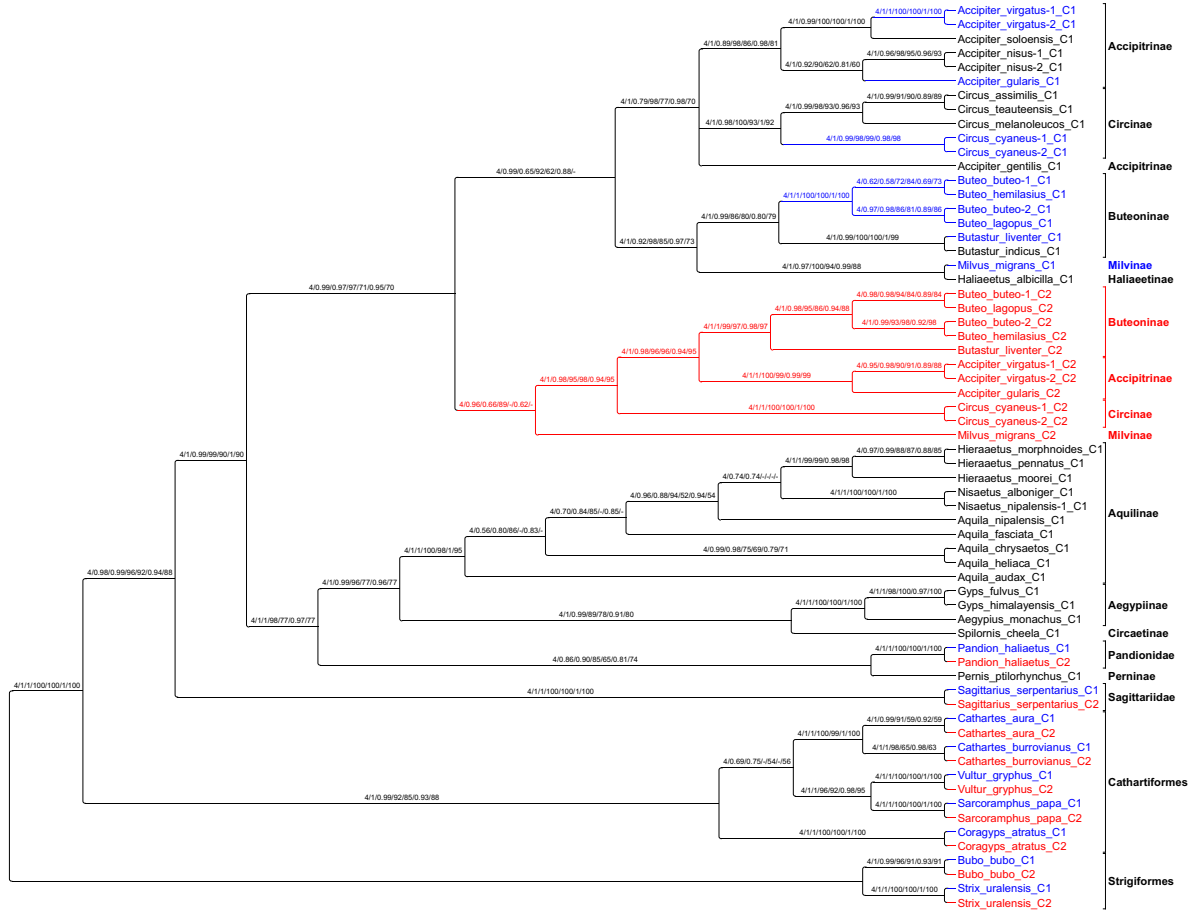 4/1/1/100/100/1/100
Accipiter_virgatus-1_C1
4/1/0.99/100/100/1/100
Accipiter_virgatus-2_C1
Accipiter_soloensis_C1
4/1/0.89/98/86/0.98/81
Accipitrinae
4/1/0.96/98/95/0.96/93
Accipiter_nisus-1_C1
4/1/0.92/90/62/0.81/60
Accipiter_nisus-2_C1
Accipiter_gularis_C1
4/1/0.79/98/77/0.98/70
4/1/0.99/91/90/0.89/89
Circus_assimilis_C1
4/1/0.99/98/93/0.96/93
Circus_teauteensis_C1
4/1/0.98/100/93/1/92
Circus_melanoleucos_C1
Circinae
4/1/0.99/98/99/0.98/98
Circus_cyaneus-1_C1
Circus_cyaneus-2_C1
Accipiter_gentilis_C1
Accipitrinae
4/0.99/0.65/92/62/0.88/-
4/0.62/0.58/72/84/0.69/73
Buteo_buteo-1_C1
4/1/1/100/100/1/100
Buteo_hemilasius_C1
4/0.97/0.98/86/81/0.89/86
Buteo_buteo-2_C1
Buteoninae
4/1/0.99/86/80/0.80/79
Buteo_lagopus_C1
4/1/0.92/98/85/0.97/73
4/1/0.99/100/100/1/99
Butastur_liventer_C1
Butastur_indicus_C1
4/1/0.97/100/94/0.99/88
Milvus_migrans_C1
Milvinae
Haliaeetus_albicilla_C1
Haliaeetinae
4/0.99/0.97/97/71/0.95/70
4/0.98/0.98/94/84/0.89/84
Buteo_buteo-1_C2
4/1/0.98/95/86/0.94/88
Buteo_lagopus_C2
4/1/0.99/93/98/0.92/98
Buteo_buteo-2_C2
Buteoninae
4/1/1/99/97/0.98/97
Buteo_hemilasius_C2
Butastur_liventer_C2
4/1/0.98/96/96/0.94/95
4/0.95/0.98/90/91/0.89/88
Accipiter_virgatus-1_C2
4/1/1/100/99/0.99/99
Accipiter_virgatus-2_C2
Accipitrinae
4/1/0.98/95/98/0.94/95
Accipiter_gularis_C2
4/0.96/0.66/89/-/0.62/-
4/1/1/100/100/1/100
Circus_cyaneus-1_C2
Circinae
Circus_cyaneus-2_C2
Milvus_migrans_C2
Milvinae
4/1/0.99/99/90/1/90
4/0.97/0.99/88/87/0.88/85
Hieraaetus_morphnoides_C1
4/1/1/99/99/0.98/98
Hieraaetus_pennatus_C1
4/0.74/0.74/-/-/-/-
Hieraaetus_moorei_C1
4/1/1/100/100/1/100
Nisaetus_alboniger_C1
4/0.96/0.88/94/52/0.94/54
Nisaetus_nipalensis-1_C1
Aquilinae
4/0.70/0.84/85/-/0.85/-
Aquila_nipalensis_C1
4/0.56/0.80/86/-/0.83/-
Aquila_fasciata_C1
4/0.99/0.98/75/69/0.79/71
Aquila_chrysaetos_C1
4/1/1/100/98/1/95
Aquila_heliaca_C1
Aquila_audax_C1
4/0.98/0.99/96/92/0.94/88
4/1/0.99/96/77/0.96/77
4/1/1/98/100/0.97/100
Gyps_fulvus_C1
4/1/1/100/100/1/100
Gyps_himalayensis_C1
Aegypiinae
4/1/0.99/89/78/0.91/80
Aegypius_monachus_C1
4/1/1/98/77/0.97/77
Spilornis_cheela_C1
Circaetinae
4/1/1/100/100/1/100
Pandion_haliaetus_C1
Pandionidae
4/0.86/0.90/85/65/0.81/74
Pandion_haliaetus_C2
Pernis_ptilorhynchus_C1
Perninae
4/1/1/100/100/1/100
4/1/1/100/100/1/100
Sagittarius_serpentarius_C1
Sagittariidae
Sagittarius_serpentarius_C2
4/1/0.99/91/59/0.92/59
Cathartes_aura_C1
4/1/1/100/99/1/100
Cathartes_aura_C2
4/1/1/98/65/0.98/63
Cathartes_burrovianus_C1
4/0.69/0.75/-/54/-/56
Cathartes_burrovianus_C2
4/1/1/100/100/1/100
Vultur_gryphus_C1
Cathartiformes
4/1/1/96/92/0.98/95
Vultur_gryphus_C2
4/1/0.99/92/85/0.93/88
4/1/1/100/100/1/100
Sarcoramphus_papa_C1
Sarcoramphus_papa_C2
4/1/1/100/100/1/100
Coragyps_atratus_C1
Coragyps_atratus_C2
4/1/0.99/96/91/0.93/91
Bubo_bubo_C1
Bubo_bubo_C2
Strigiformes
4/1/1/100/100/1/100
Strix_uralensis_C1
Strix_uralensis_C2